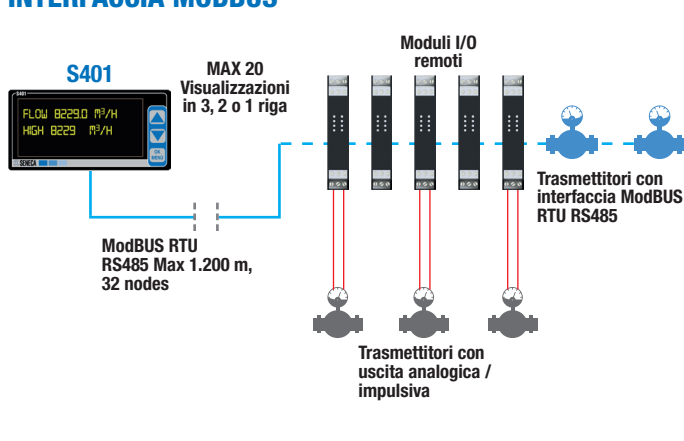 INTERFACCIA MODBUS
S401
S401
FLOW 8229.0 M³/H
HIGH 8229 M³/H
OK
MENU
SENECA
MAX 20
Visualizzazioni
in 3, 2 o 1 riga
Moduli I/O
remoti
Trasmettitori con
interfaccia ModBUS
RTU RS485
ModBUS RTU
RS485 Max 1.200 m,
32 nodes
Trasmettitori con
uscita analogica /
impulsiva